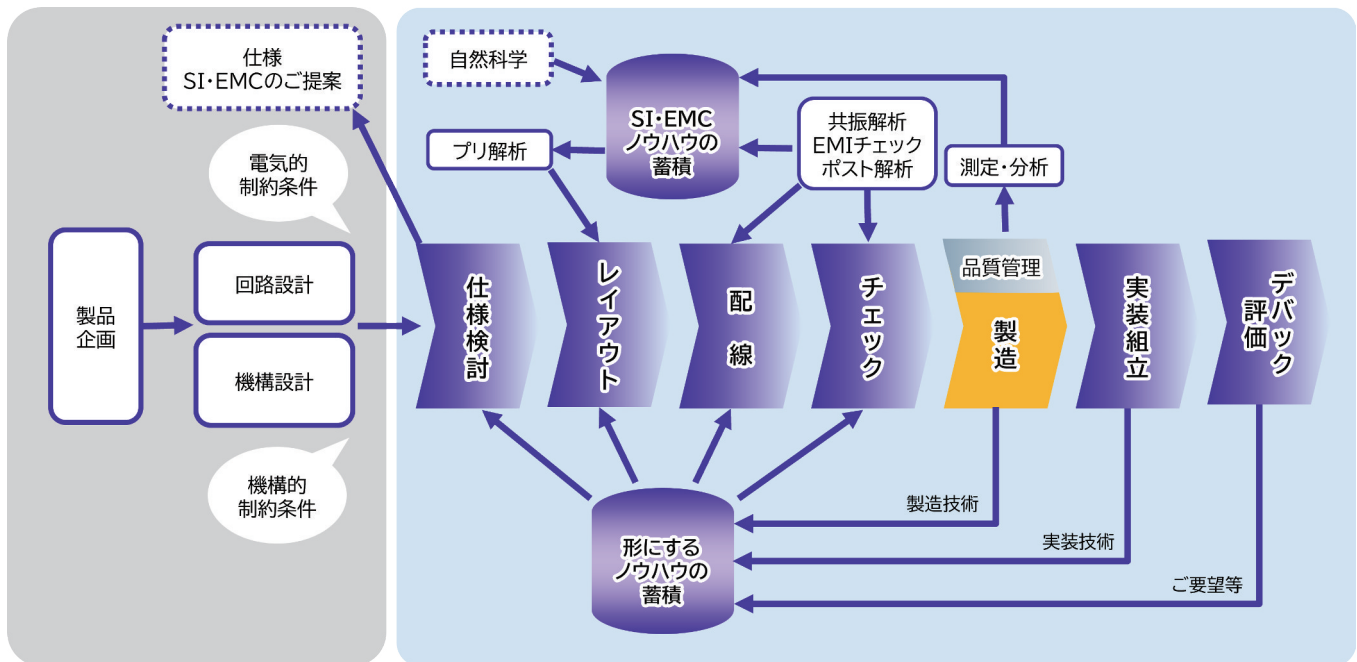 仕様
SI・EMCのご提案
電気的
制約条件
製品
企画
回路設計
機構設計
機構的
制約条件
自然科学
SI・EMC
ノウハウの
蓄積
プリ解析
共振解析
EMIチェック
ポスト解析
測定・分析
仕様検討
レイアウト
配線
チェック
品質管理
製造
実装組立
デバック
評価
形にする
ノウハウの
蓄積
製造技術
実装技術
ご要望等